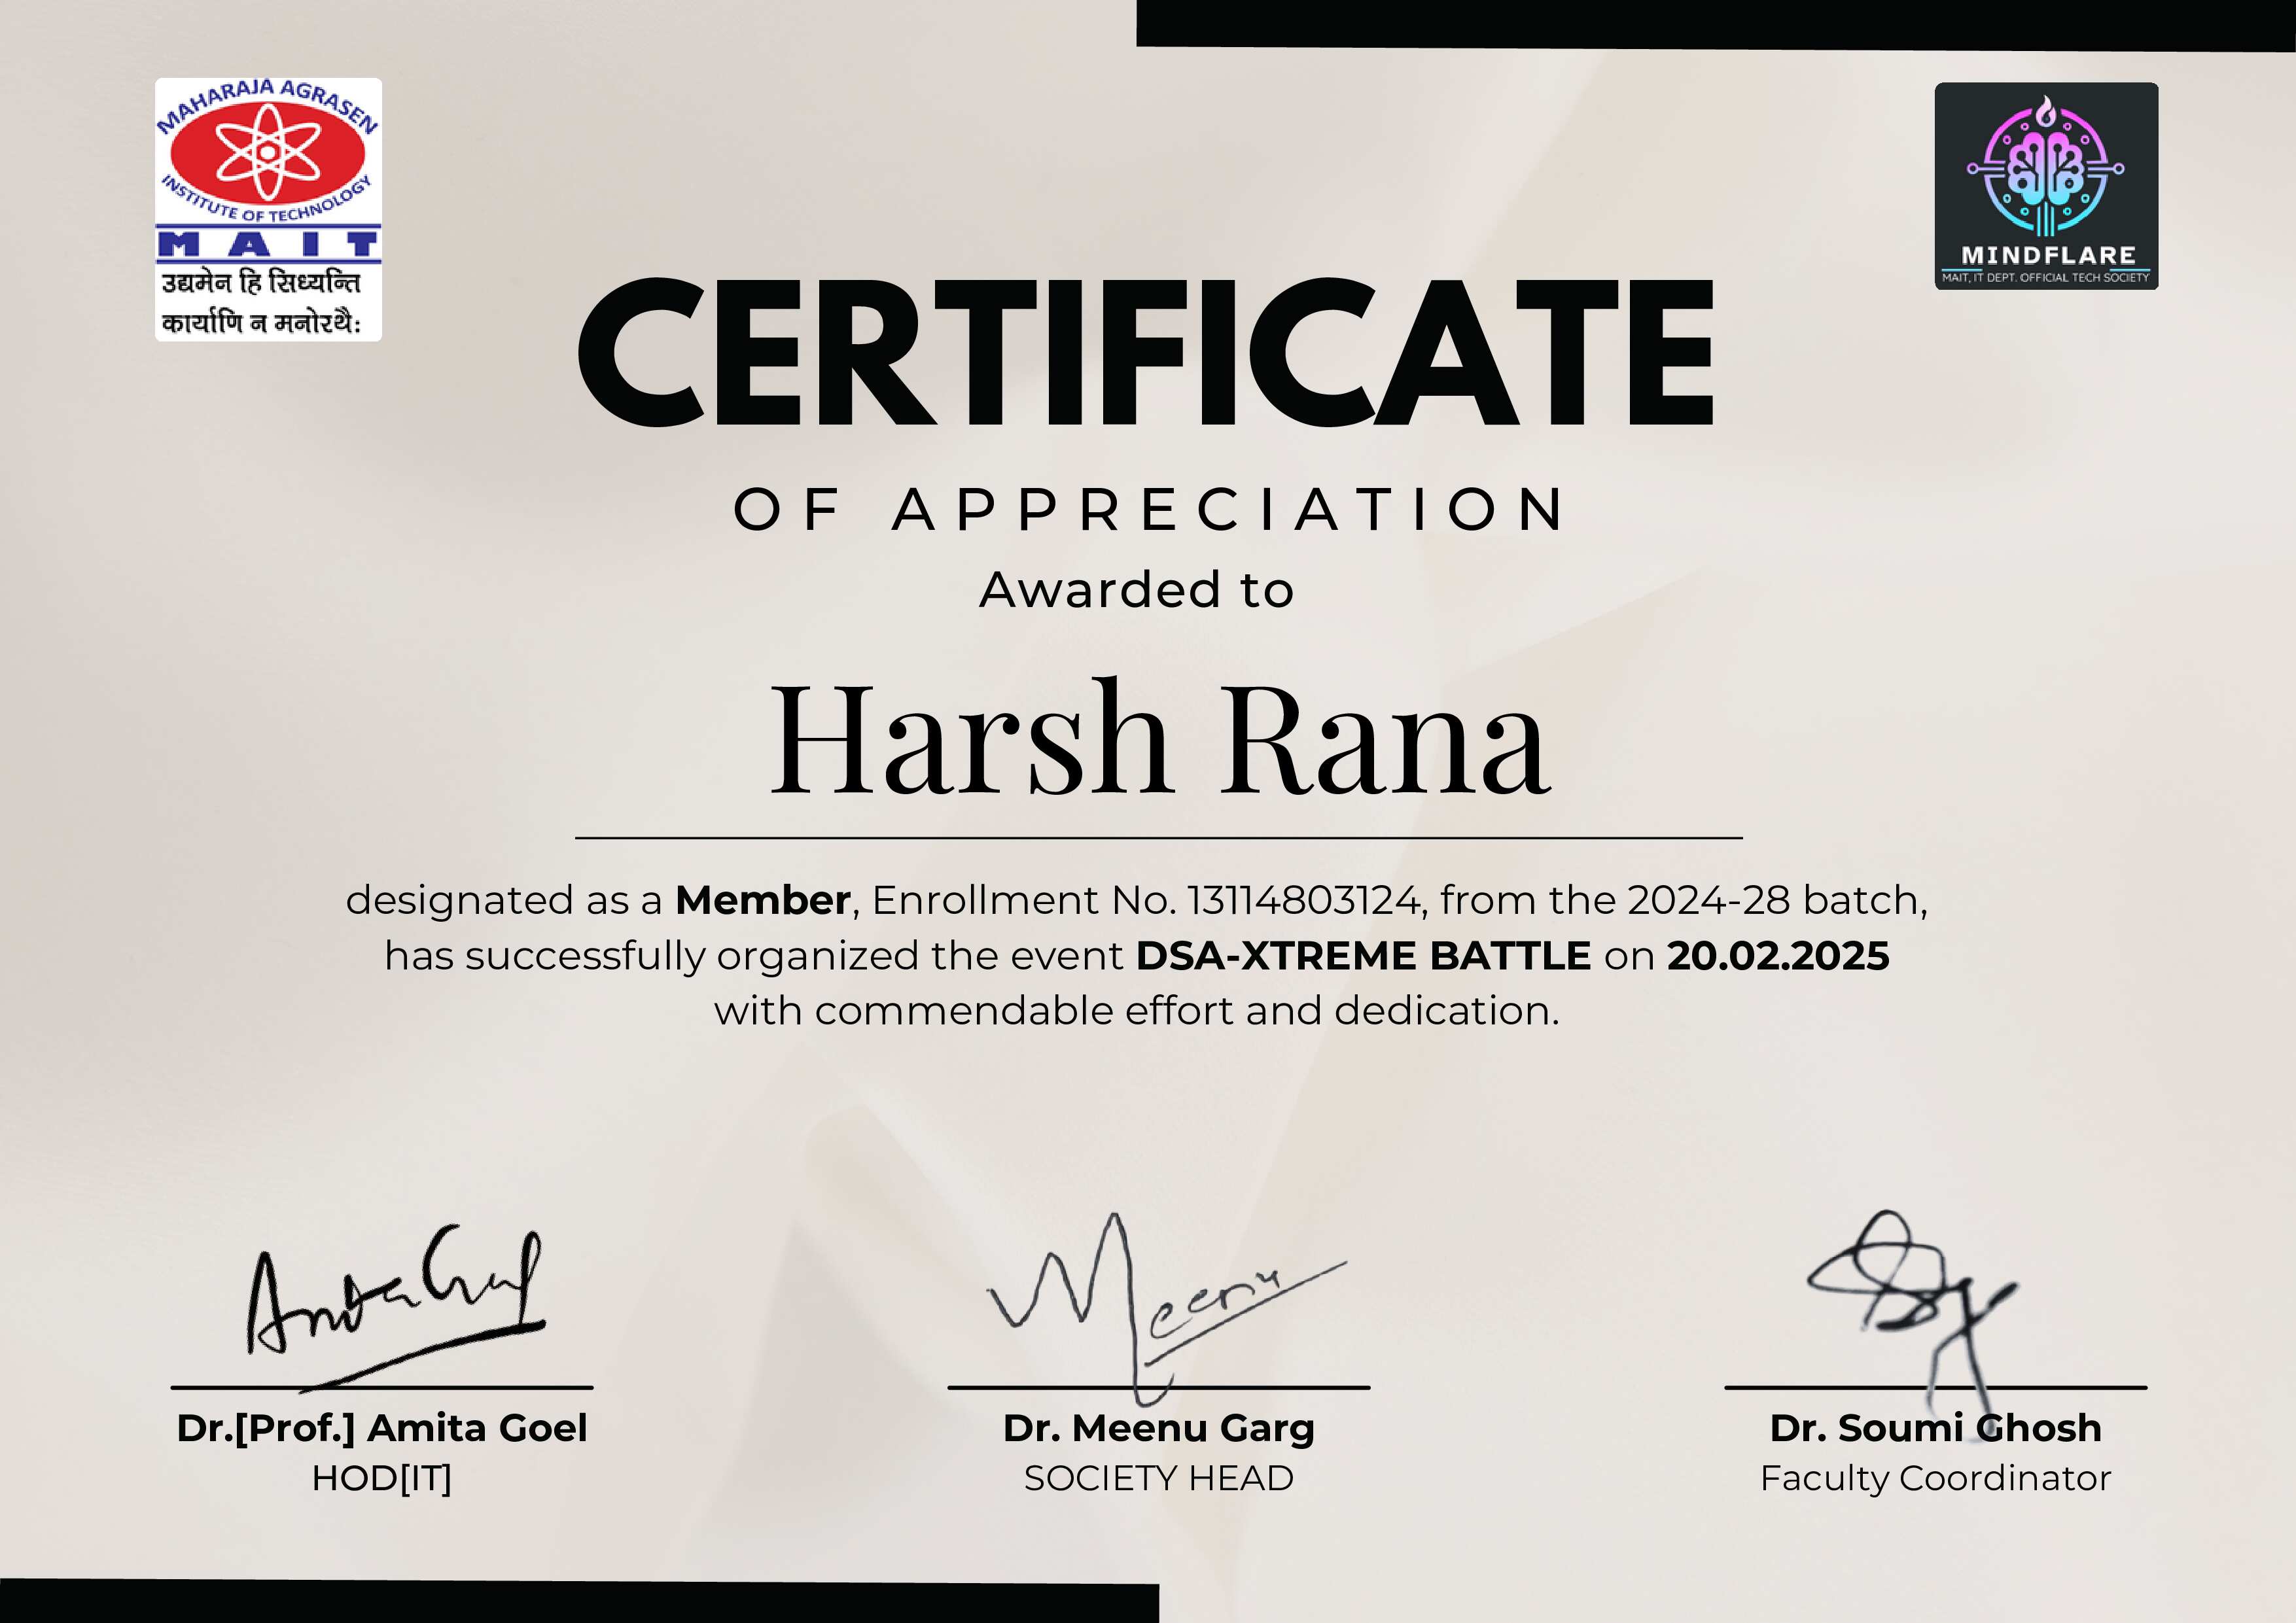 MAHARAJA AGRASEN
INSTITUTE OF TECHNOLOGY
MAIT
उद्यमेन हि सिध्यन्ति
कार्याणि न मनोरथैः
MINDFLARE
MAIT, IT DEPT. OFFICIAL TECH SOCIETY
CERTIFICATE
OF APPRECIATION
Awarded to
Harsh Rana
designated as a Member, Enrollment No. 13114803124, from the 2024-28 batch,
has successfully organized the event DSA-XTREME BATTLE on 20.02.2025
with commendable effort and dedication.
Amita Goel
Meenu
Dr.[Prof.] Amita Goel
HOD[IT]
Dr. Meenu Garg
SOCIETY HEAD
Dr. Soumi Ghosh
Faculty Coordinator